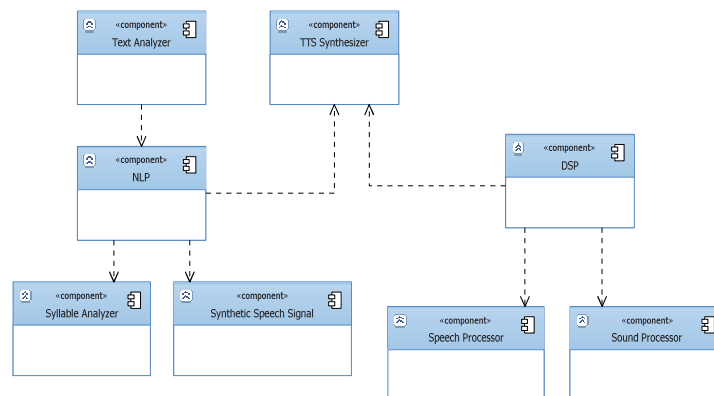 «component»
Text Analyzer
«component»
TTS Synthesizer
«component»
DSP
«component»
NLP
«component»
Syllable Analyzer
«component»
Synthetic Speech Signal
«component»
Speech Processor
«component»
Sound Processor